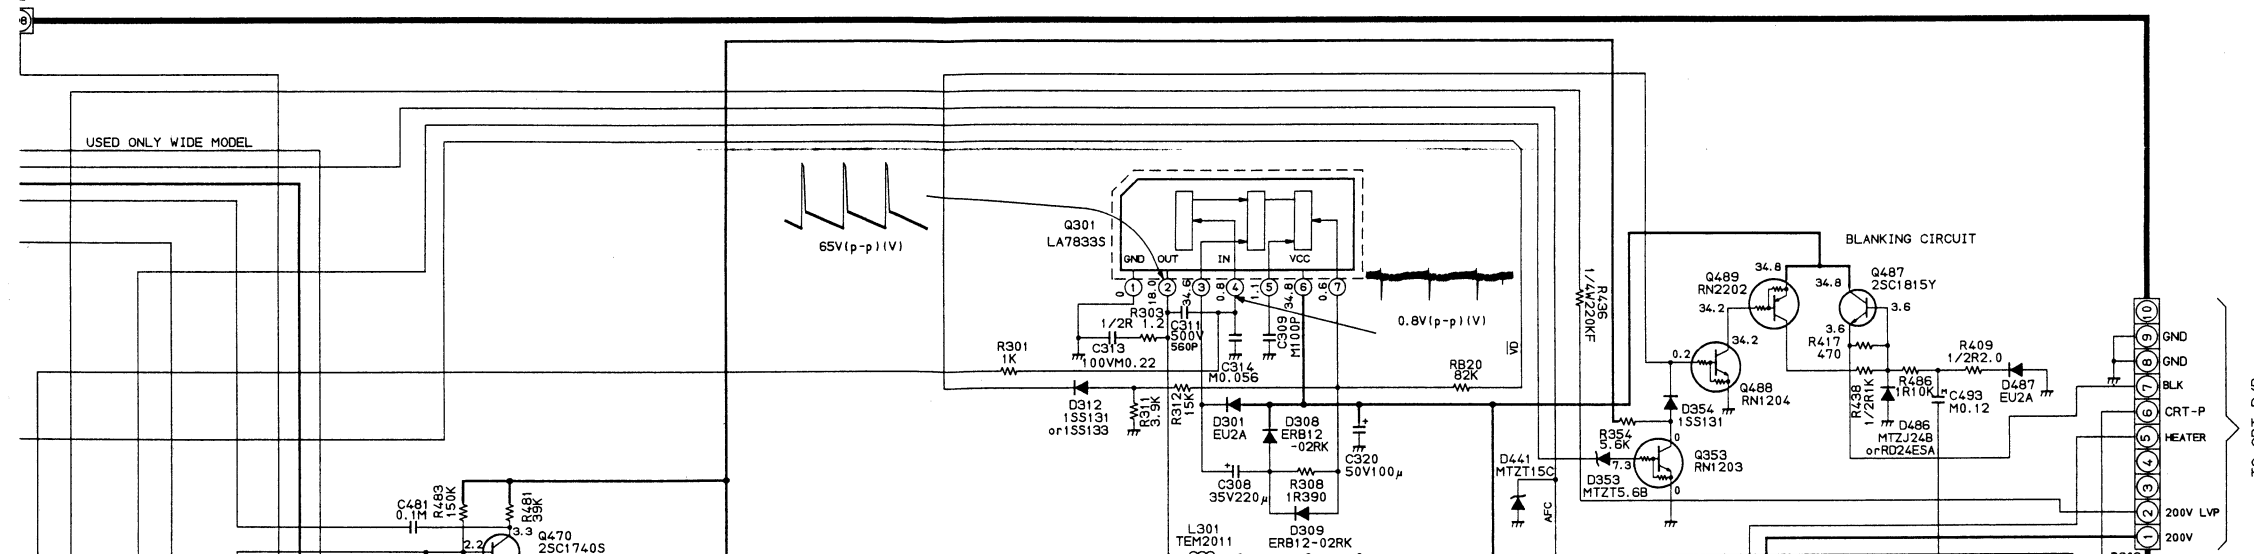 8
USED ONLY WIDE MODEL
65V(p-p)(V)
Q301
LA7833S
GND
OUT
IN
VCC
1
2
3
4
5
6
7
0
18.0
34.6
0.8
1.1
34.8
0.6
0.8V(p-p)(V)
R303
1/2R 1.2
C311
500V
560P
C313
100VM0.22
C314
M0.056
C309
M100P
R301
1K
D312
1SS131
or1SS133
R311
3.9K
R312
15K
D301
EU2A
D308
ERB12
-02RK
C320
50V100μ
C308
35V220μ
R308
1R390
D309
ERB12-02RK
L301
TEM2011
RB20
82K
VD
R436
1/4W220KF
D441
MTZT15C
AFC
BLANKING CIRCUIT
Q489
RN2202
34.8
34.2
34.8
Q487
2SC1815Y
3.6
3.6
R417
470
34.2
0.2
Q488
RN1204
D354
1SS131
R354
5.6K
7.3
0
0
Q353
RN1203
D353
MTZT5.6B
R438
1/2R1K
R486
1R10K
D486
MTZJ24B
orRD24ESA
C493
M0.12
R409
1/2R2.0
D487
EU2A
10
9
GND
8
GND
7
BLK
6
CRT-P
5
HEATER
4
3
2
200V LVP
1
200V
C481
0.1M
R483
150K
R481
39K
3.3
2.2
Q470
2SC1740S